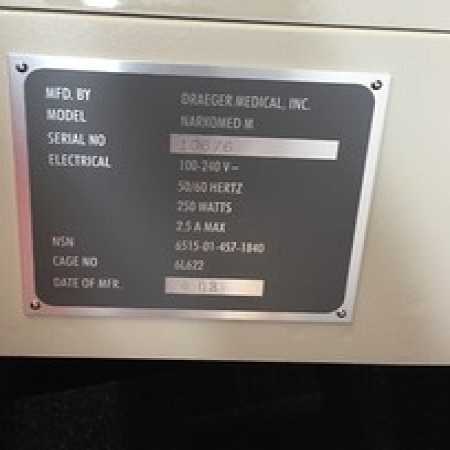 MFD. BY DRAEGER MEDICAL, INC.
MODEL NARKOMED M
SERIAL NO 10676
ELECTRICAL 100-240 V~
50/60 HERTZ
250 WATTS
2.5 A MAX
NSN 6515-01-457-1840
CAGE NO 6L622
DATE OF MFR.